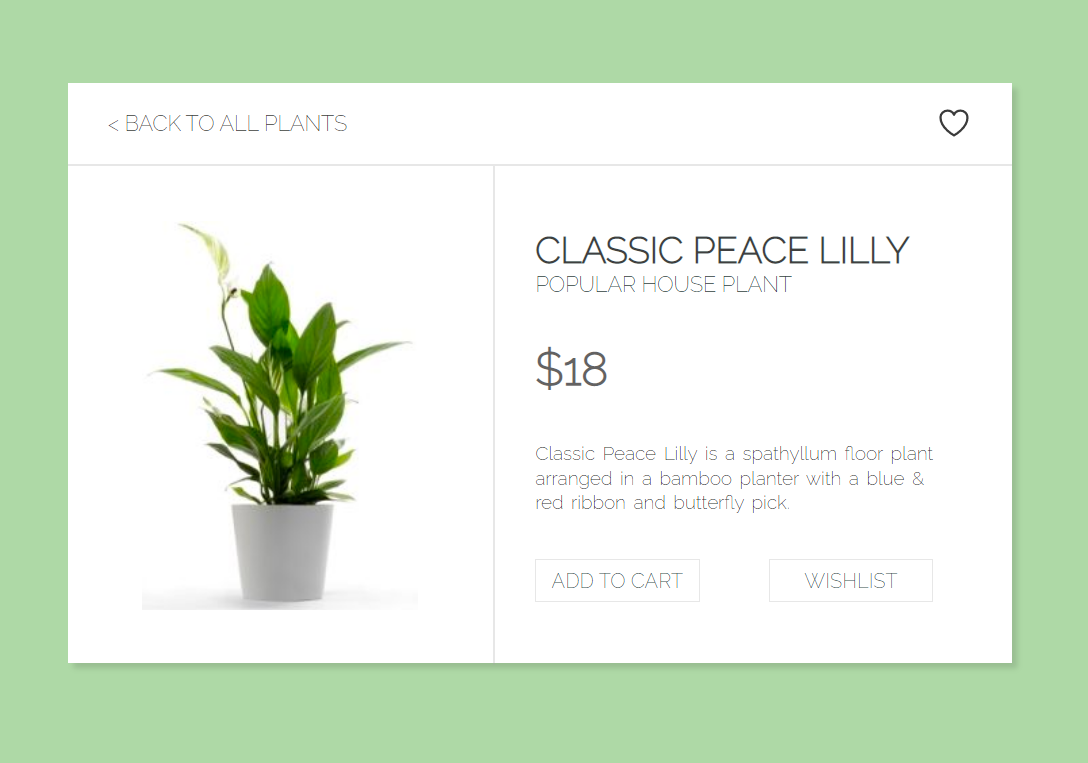 < BACK TO ALL PLANTS
CLASSIC PEACE LILLY
POPULAR HOUSE PLANT
$18
Classic Peace Lilly is a spathyllum floor plant
arranged in a bamboo planter with a blue &
red ribbon and butterfly pick.
ADD TO CART
WISHLIST